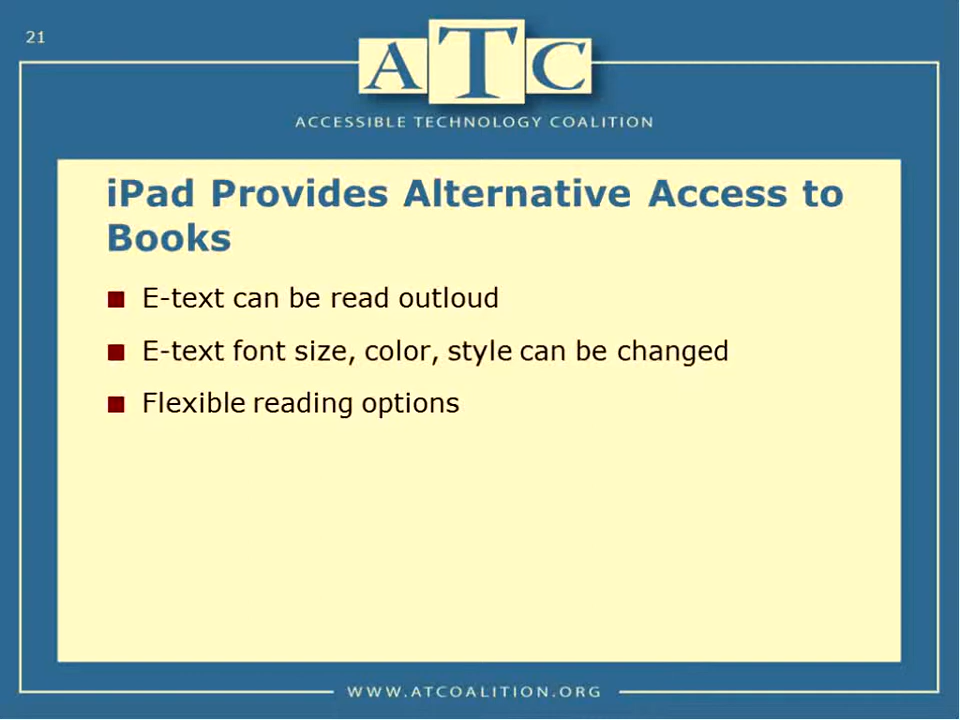 21
ATC
ACCESSIBLE TECHNOLOGY COALITION
iPad Provides Alternative Access to
Books
E-text can be read outloud
E-text font size, color, style can be changed
Flexible reading options
WWW.ATCOALITION.ORG